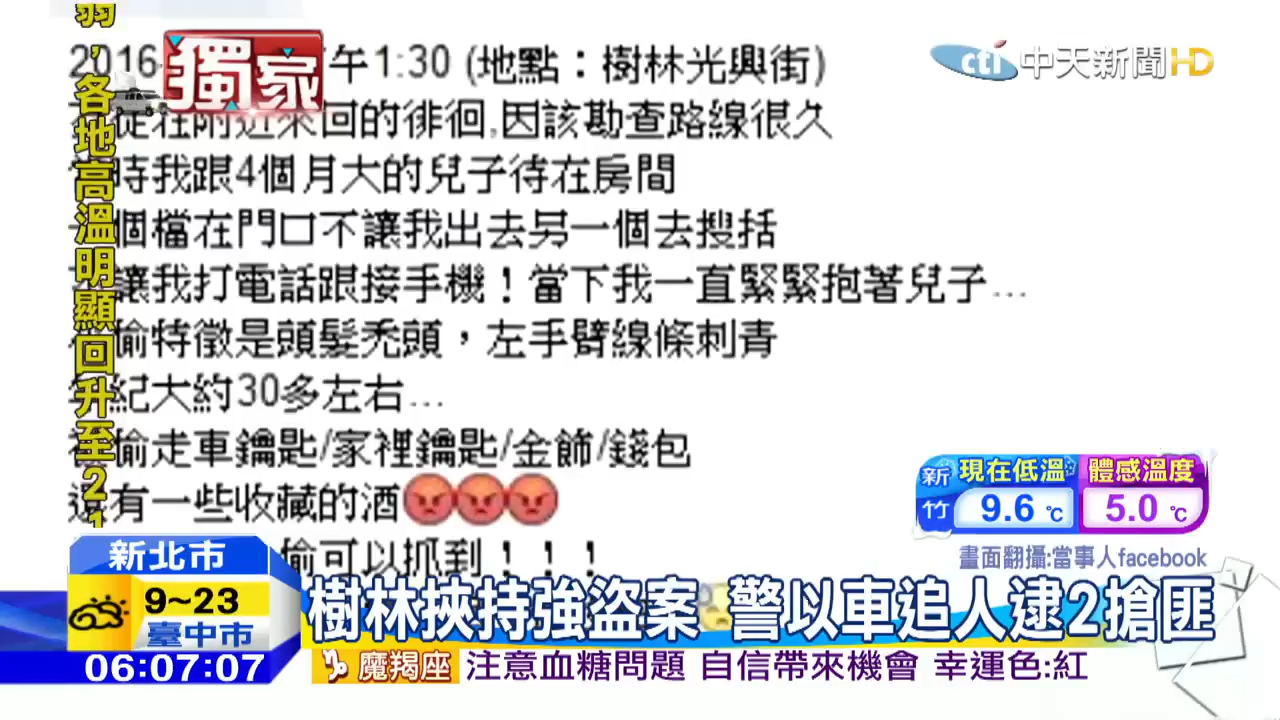 弱，各地高溫明顯回升至21
獨家
cti 中天新聞HD
2016- 午1:30 (地點：樹林光興街)
從在附近來回的徘徊,因該勘查路線很久
時我跟4個月大的兒子待在房間
個檔在門口不讓我出去另一個去搜括
讓我打電話跟接手機！當下我一直緊緊抱著兒子...
偷特徵是頭髮禿頭，左手臂線條刺青
紀大約30多左右...
偷走車鑰匙/家裡鑰匙/金飾/錢包
還有一些收藏的酒😡😡😡
偷可以抓到！！！
新竹 現在低溫 體感溫度
9.6℃ 5.0℃
畫面翻攝:當事人facebook
新北市
9~23
臺中市
06:07:07
樹林挾持強盜案 警以車追人逮2搶匪
魔羯座 注意血糖問題 自信帶來機會 幸運色:紅